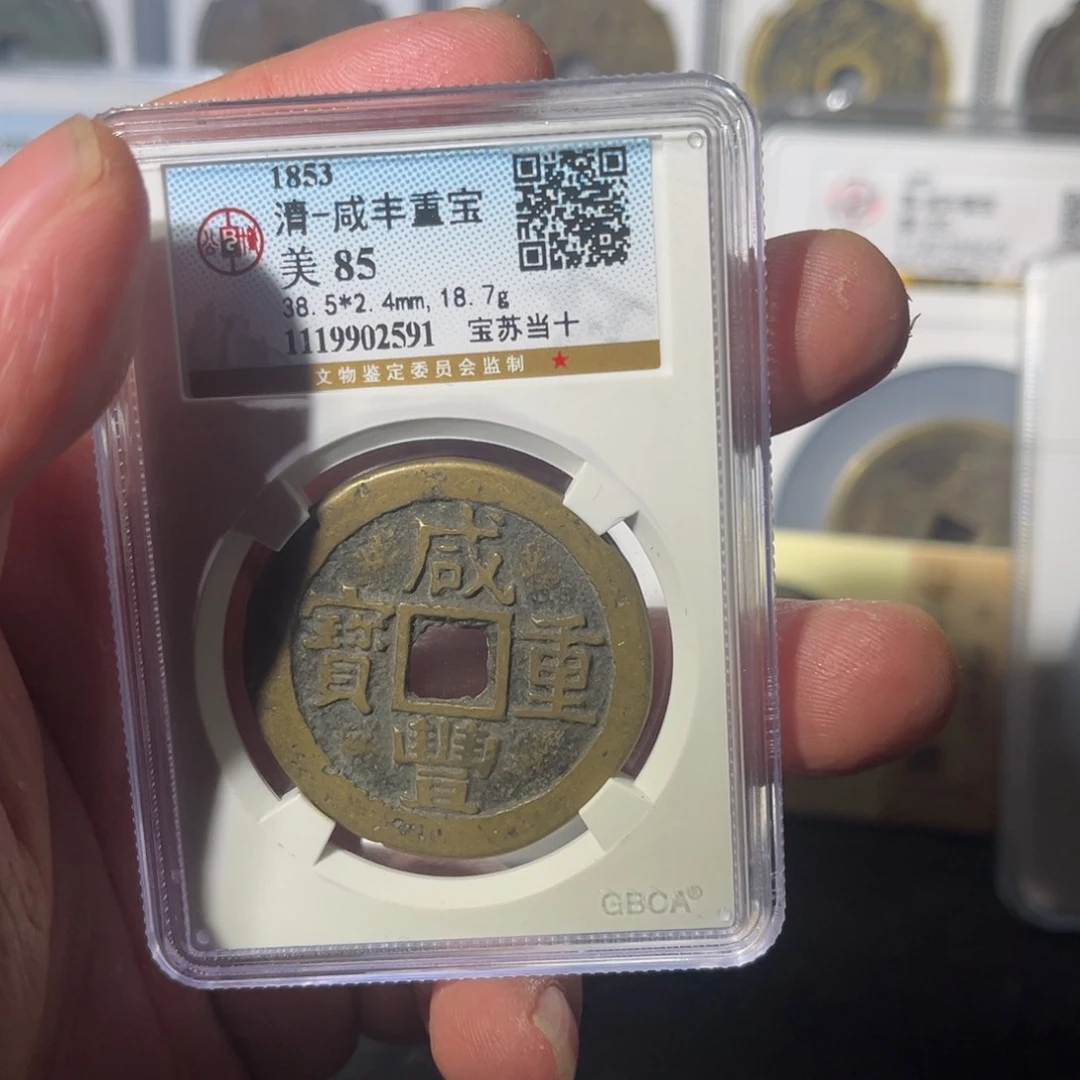 1853
清-咸丰重宝
美 85
38.5*2.4mm, 18.7g
1119902591 宝苏当十
文物鉴定委员会监制
咸
寶 重
豐
GBCA®